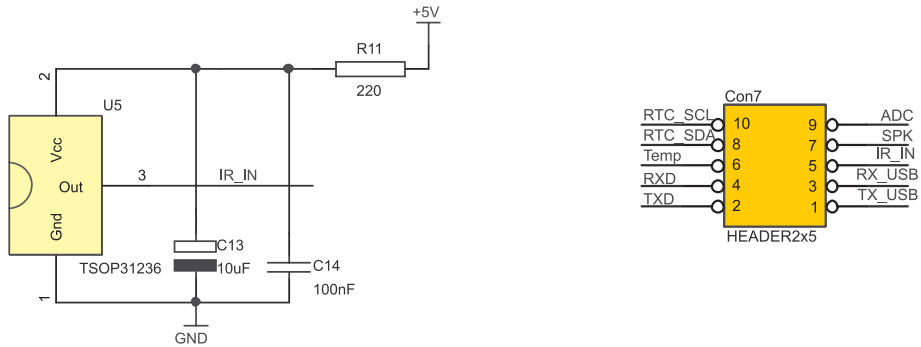 +5V
R11
220
2
U5
Vcc
Out
Gnd
3
IR_IN
1
TSOP31236
C13
10uF
C14
100nF
GND
Con7
RTC_SCL 10 9 ADC
RTC_SDA 8 7 SPK
Temp 6 5 IR_IN
RXD 4 3 RX_USB
TXD 2 1 TX_USB
HEADER2x5